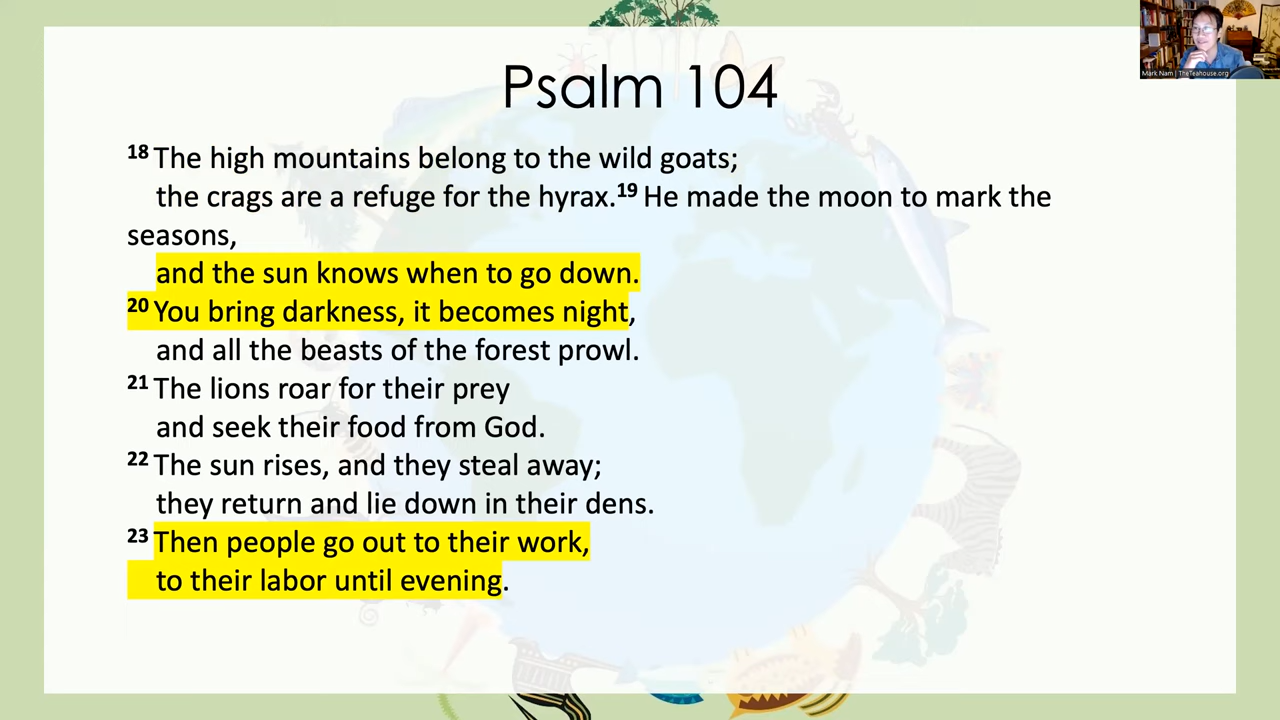 Psalm 104
18 The high mountains belong to the wild goats;
the crags are a refuge for the hyrax.19 He made the moon to mark the
seasons,
and the sun knows when to go down.
20 You bring darkness, it becomes night,
and all the beasts of the forest prowl.
21 The lions roar for their prey
and seek their food from God.
22 The sun rises, and they steal away;
they return and lie down in their dens.
23 Then people go out to their work,
to their labor until evening.
Mark Nam | TheTeahouse.org